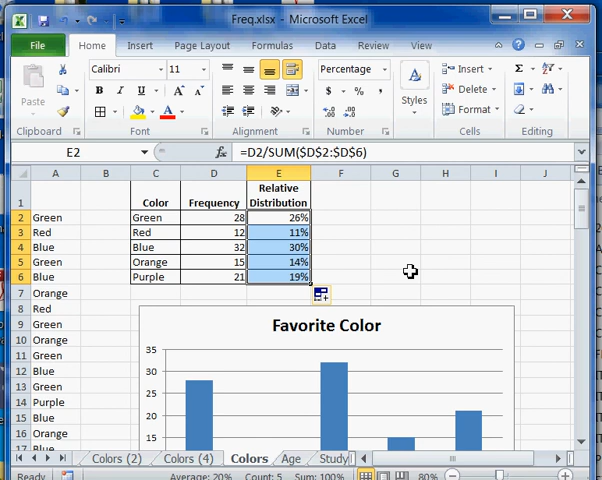 Freq.xlsx - Microsoft Excel
File Home Insert Page Layout Formulas Data Review View
Calibri 11 Percentage Insert Σ
Paste B I U A A $ % , Styles Delete
A Format
Clipboard Font Alignment Number Cells Editing
E2 fx =D2/SUM($D$2:$D$6)
A B C D E F G H I
Relative
1 Color Frequency Distribution
2 Green Green 28 26%
3 Red Red 12 11%
4 Blue Blue 32 30%
5 Green Orange 15 14%
6 Blue Purple 21 19%
7 Orange
8 Red
9 Green Favorite Color
10 Orange
11 Green 35
12 Blue 30
13 Green 25
14 Purple
15 Blue 20
16 Orange 15
17 Blue
Colors (2) Colors (4) Colors Age Study
Ready Average: 20% Count: 5 Sum: 100% 80%